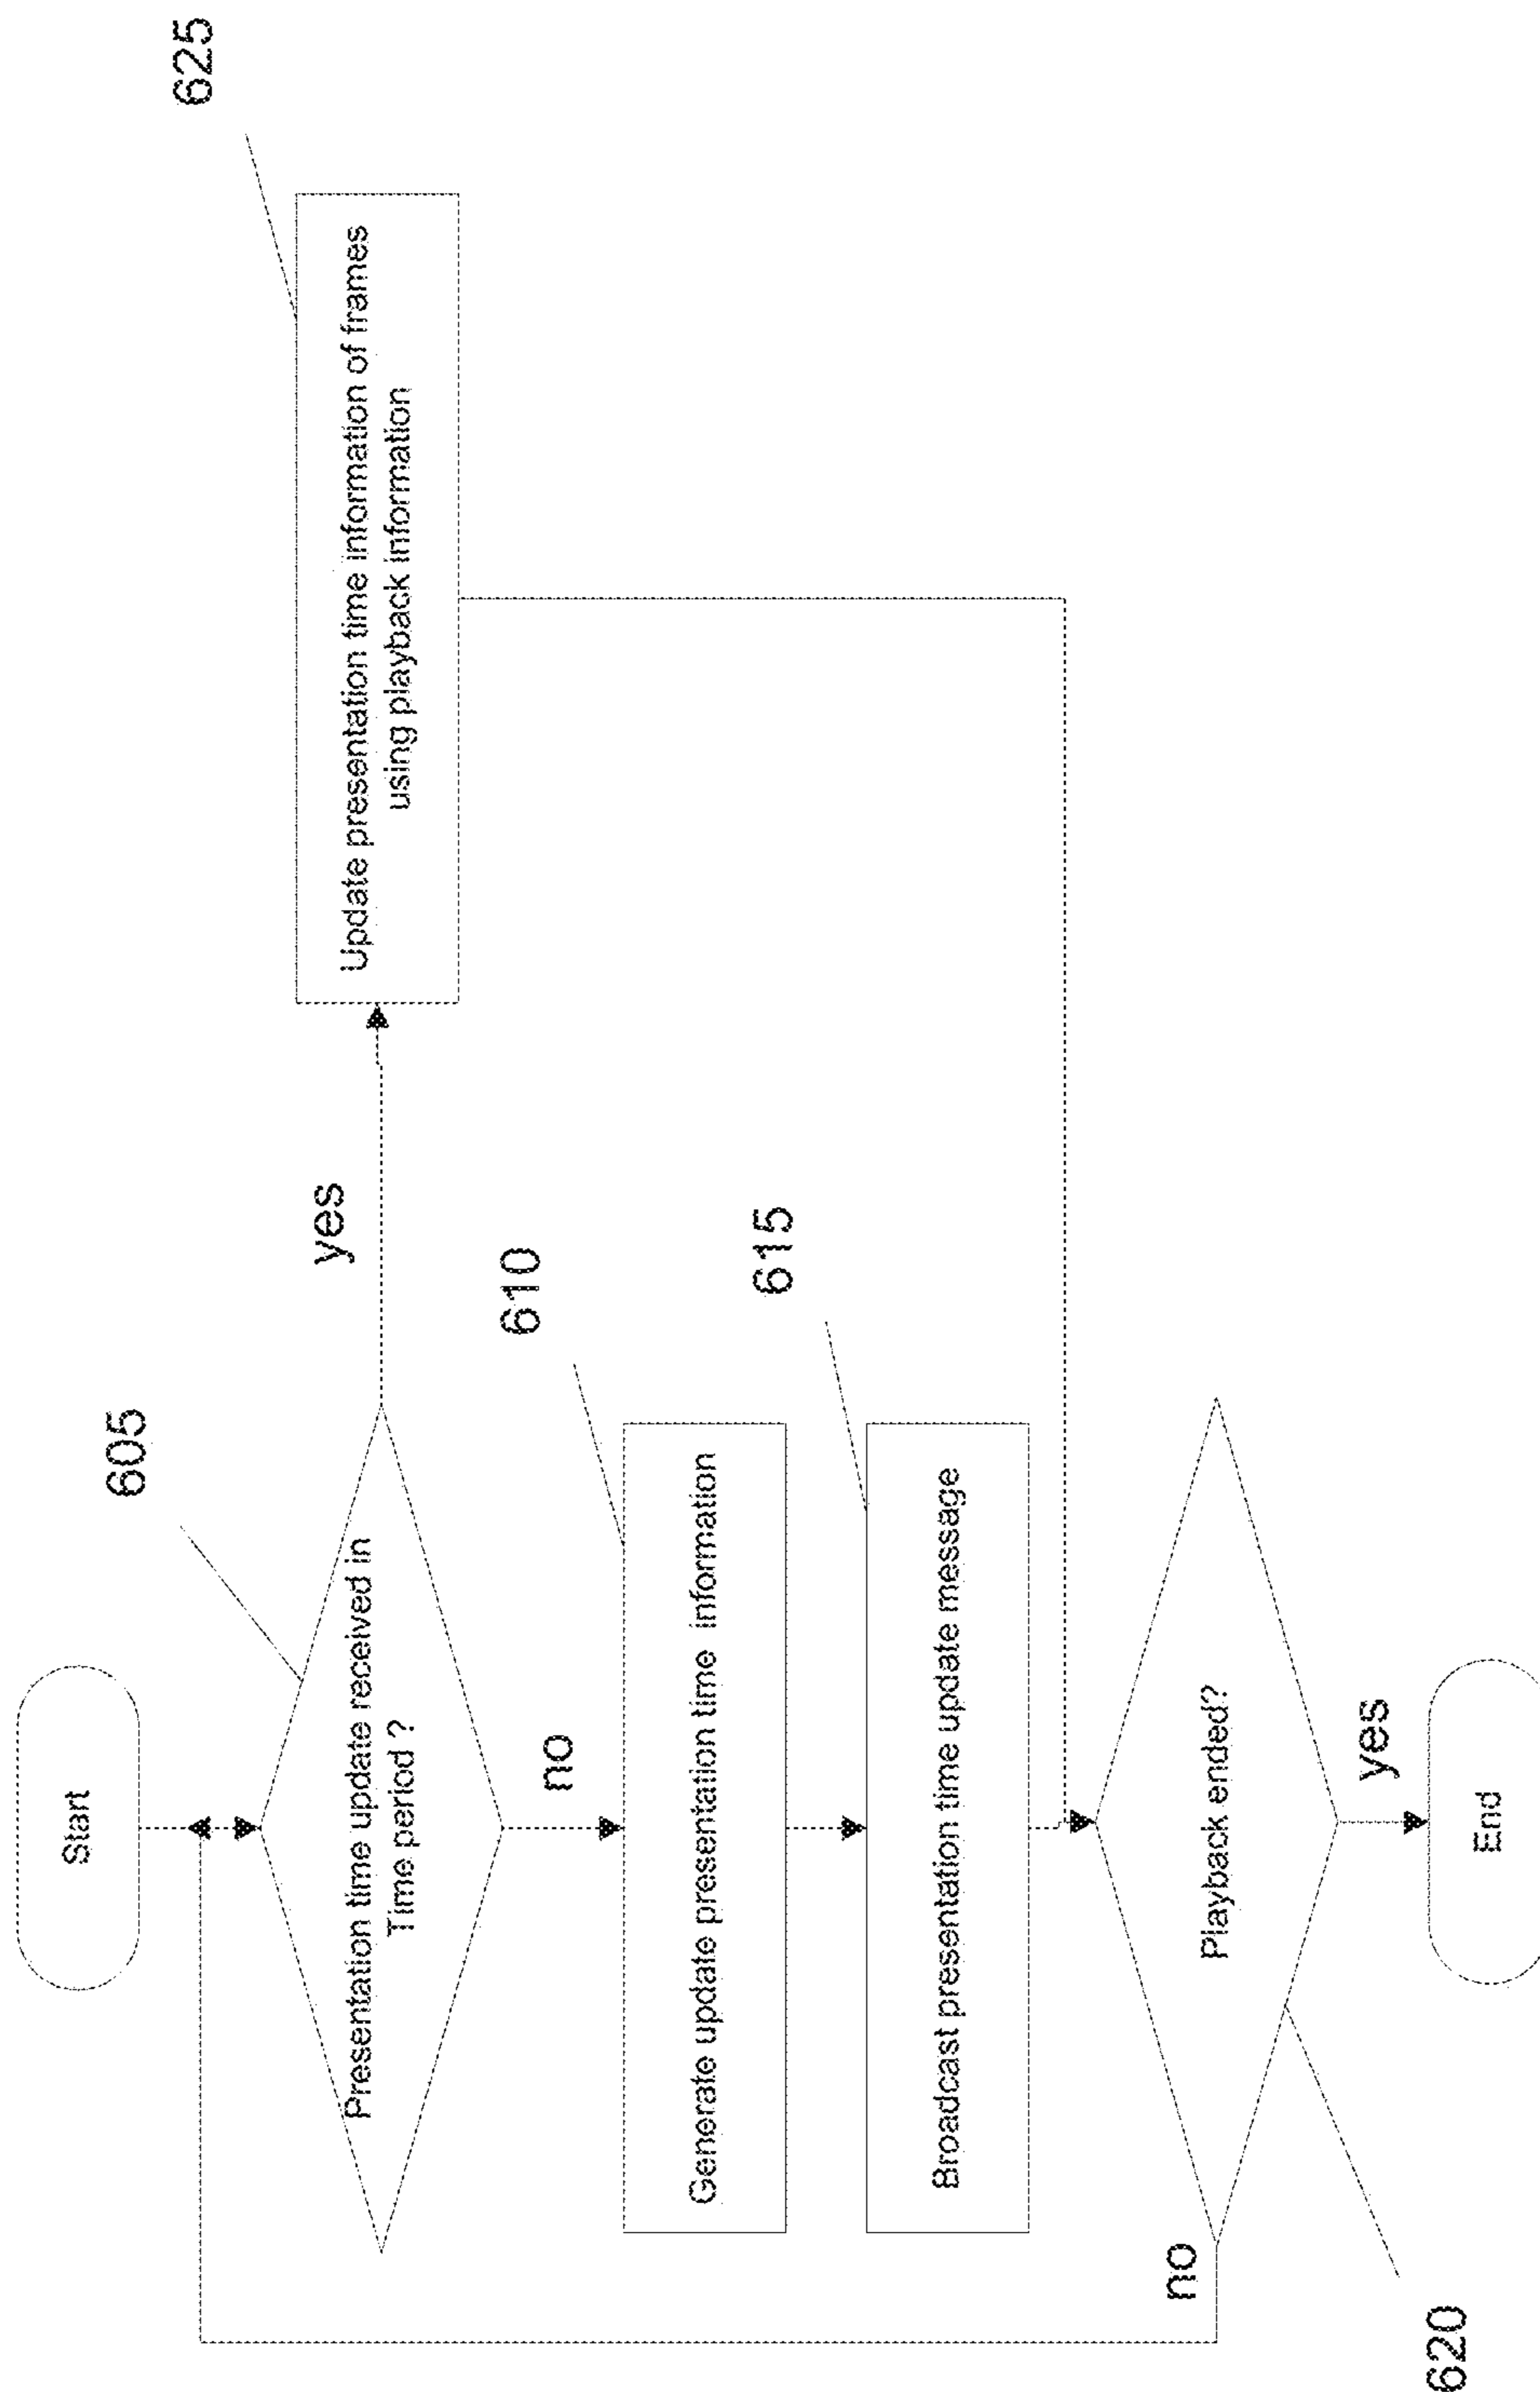 Start
605
Presentation time update received in
Time period ?
yes
625
Update presentation time information of frames
using playback information
no
610
Generate update presentation time information
615
Broadcast presentation time update message
Playback ended?
no
620
yes
End